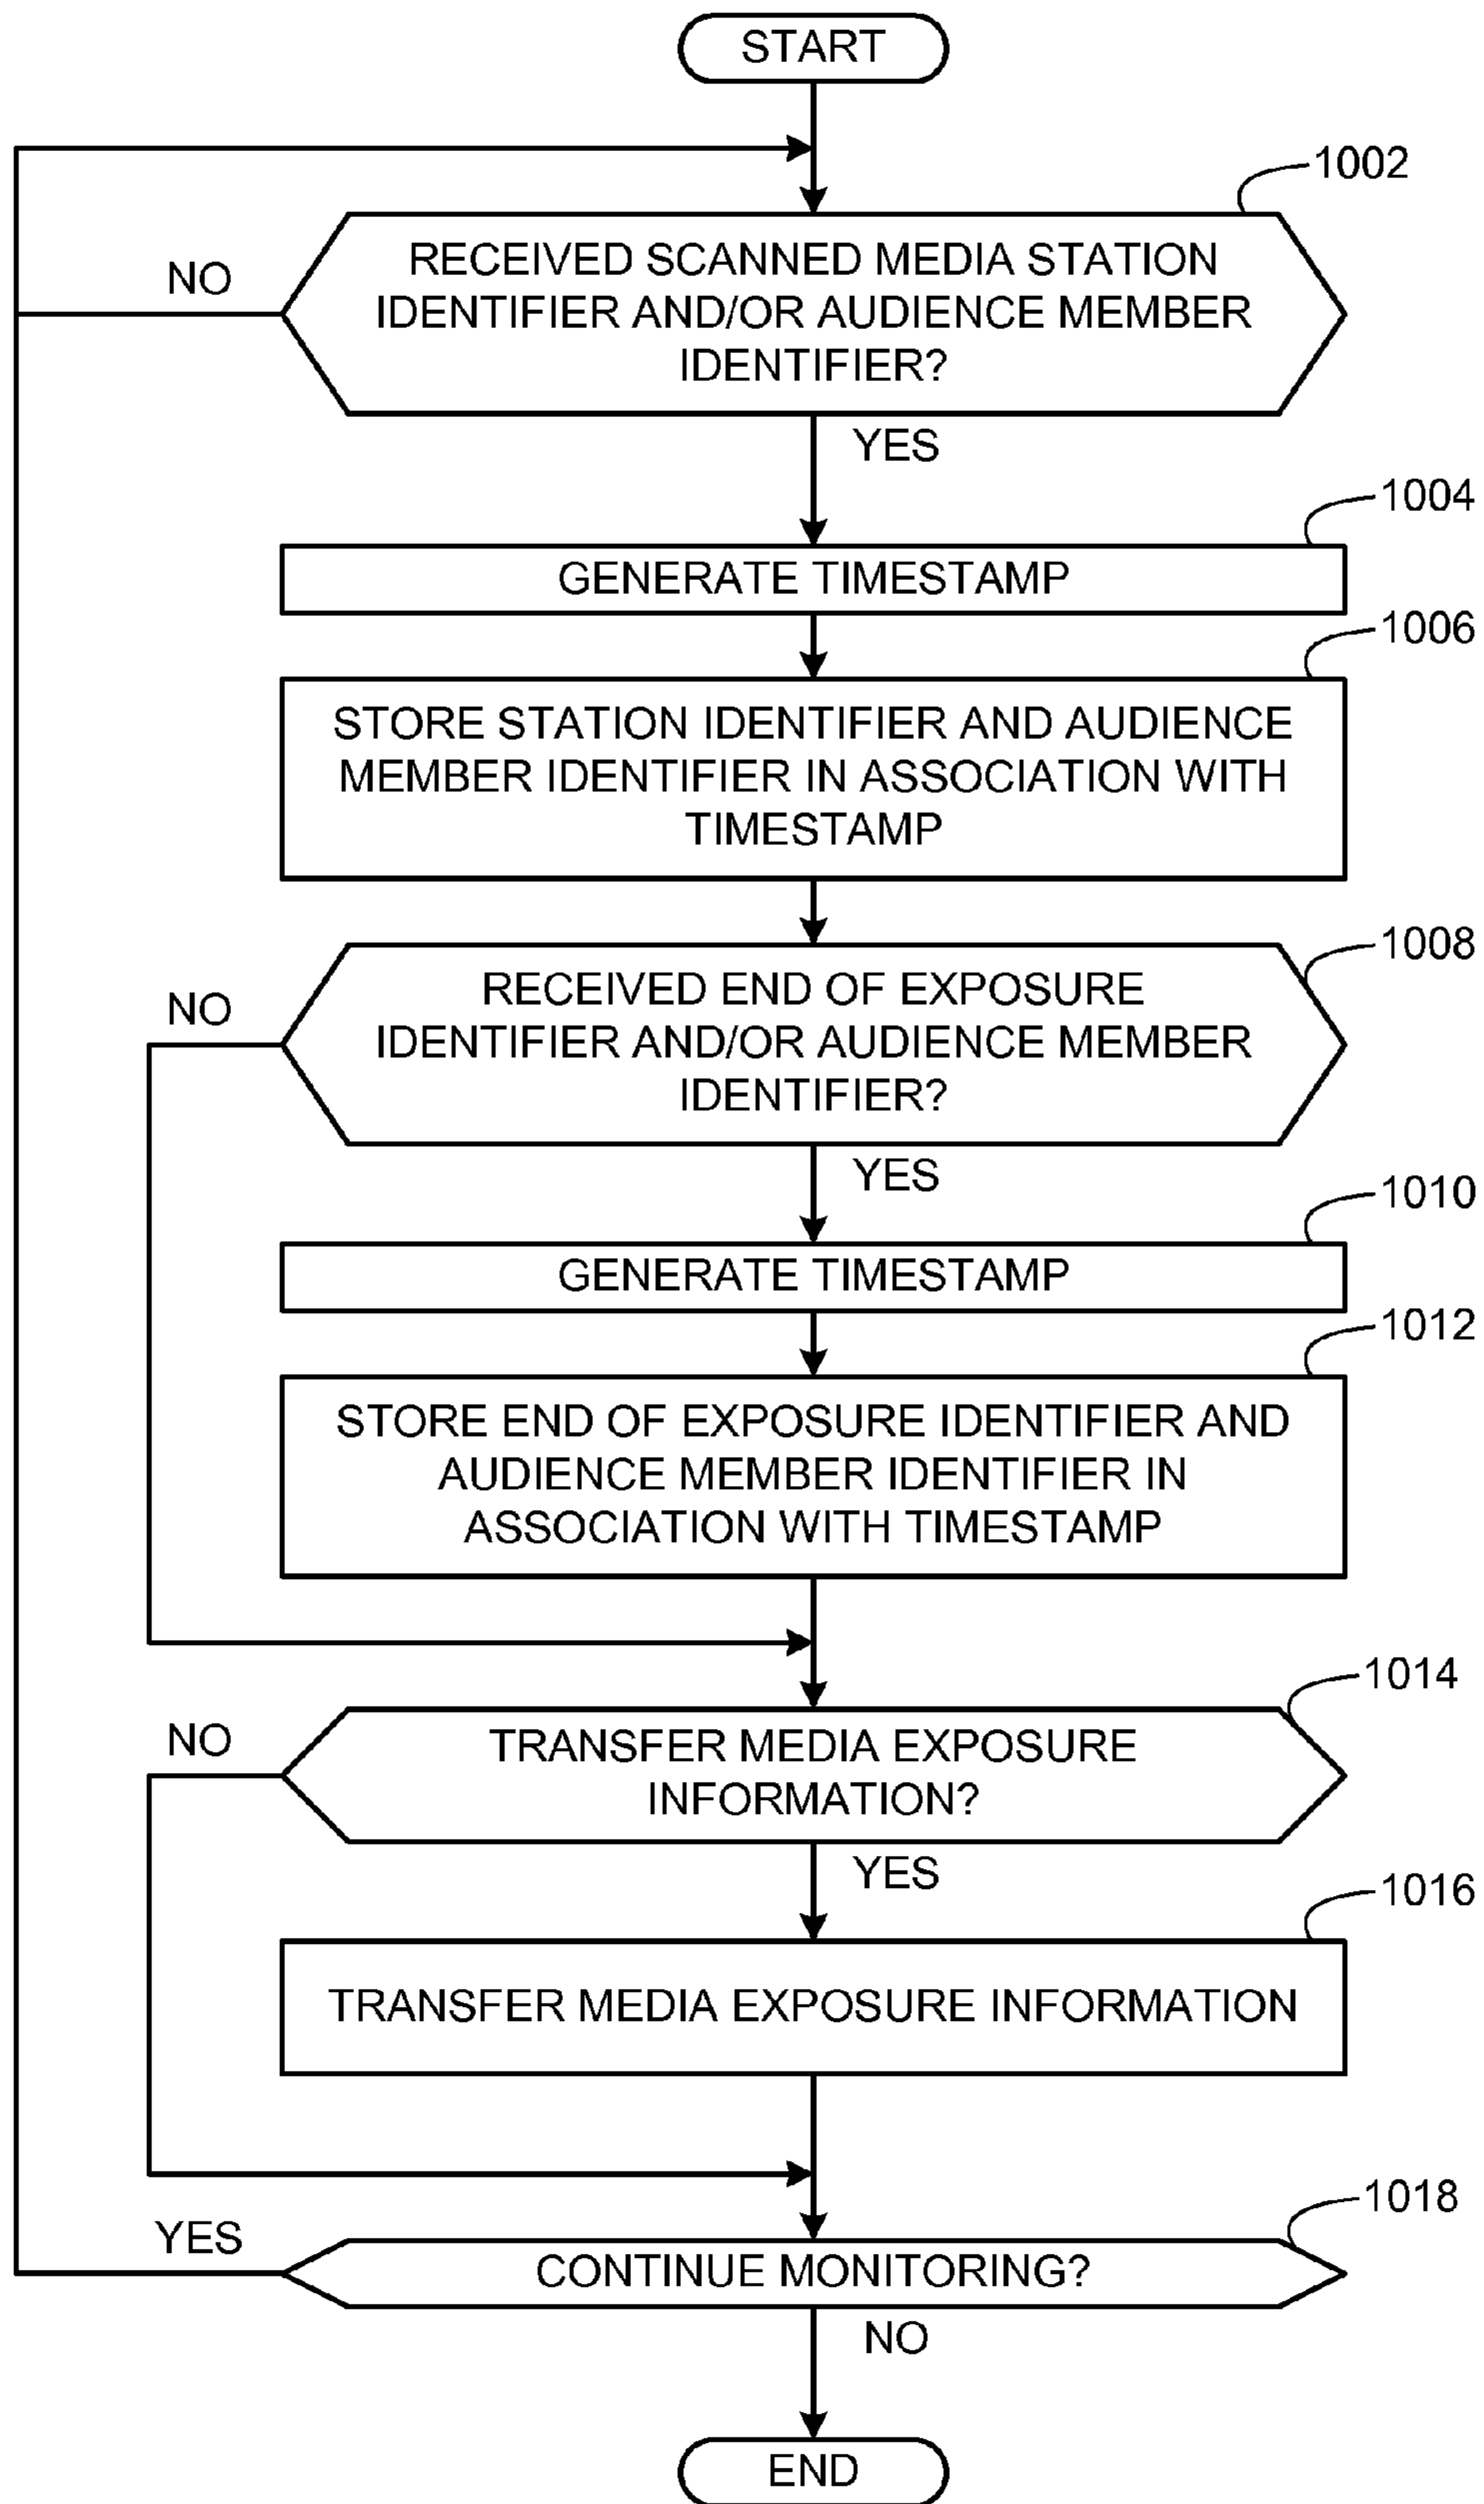 START
1002
RECEIVED SCANNED MEDIA STATION
IDENTIFIER AND/OR AUDIENCE MEMBER
IDENTIFIER?
NO
YES
1004
GENERATE TIMESTAMP
1006
STORE STATION IDENTIFIER AND AUDIENCE
MEMBER IDENTIFIER IN ASSOCIATION WITH
TIMESTAMP
1008
RECEIVED END OF EXPOSURE
IDENTIFIER AND/OR AUDIENCE MEMBER
IDENTIFIER?
NO
YES
1010
GENERATE TIMESTAMP
1012
STORE END OF EXPOSURE IDENTIFIER AND
AUDIENCE MEMBER IDENTIFIER IN
ASSOCIATION WITH TIMESTAMP
1014
TRANSFER MEDIA EXPOSURE
INFORMATION?
NO
YES
1016
TRANSFER MEDIA EXPOSURE INFORMATION
1018
YES
CONTINUE MONITORING?
NO
END